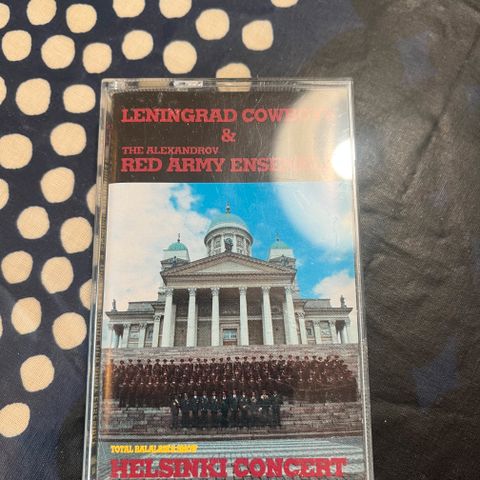 LENINGRAD COWBOYS
&
THE ALEXANDROV
RED ARMY ENSEMBLE
TOTAL BALALAIKA SHOW
HELSINKI CONCERT